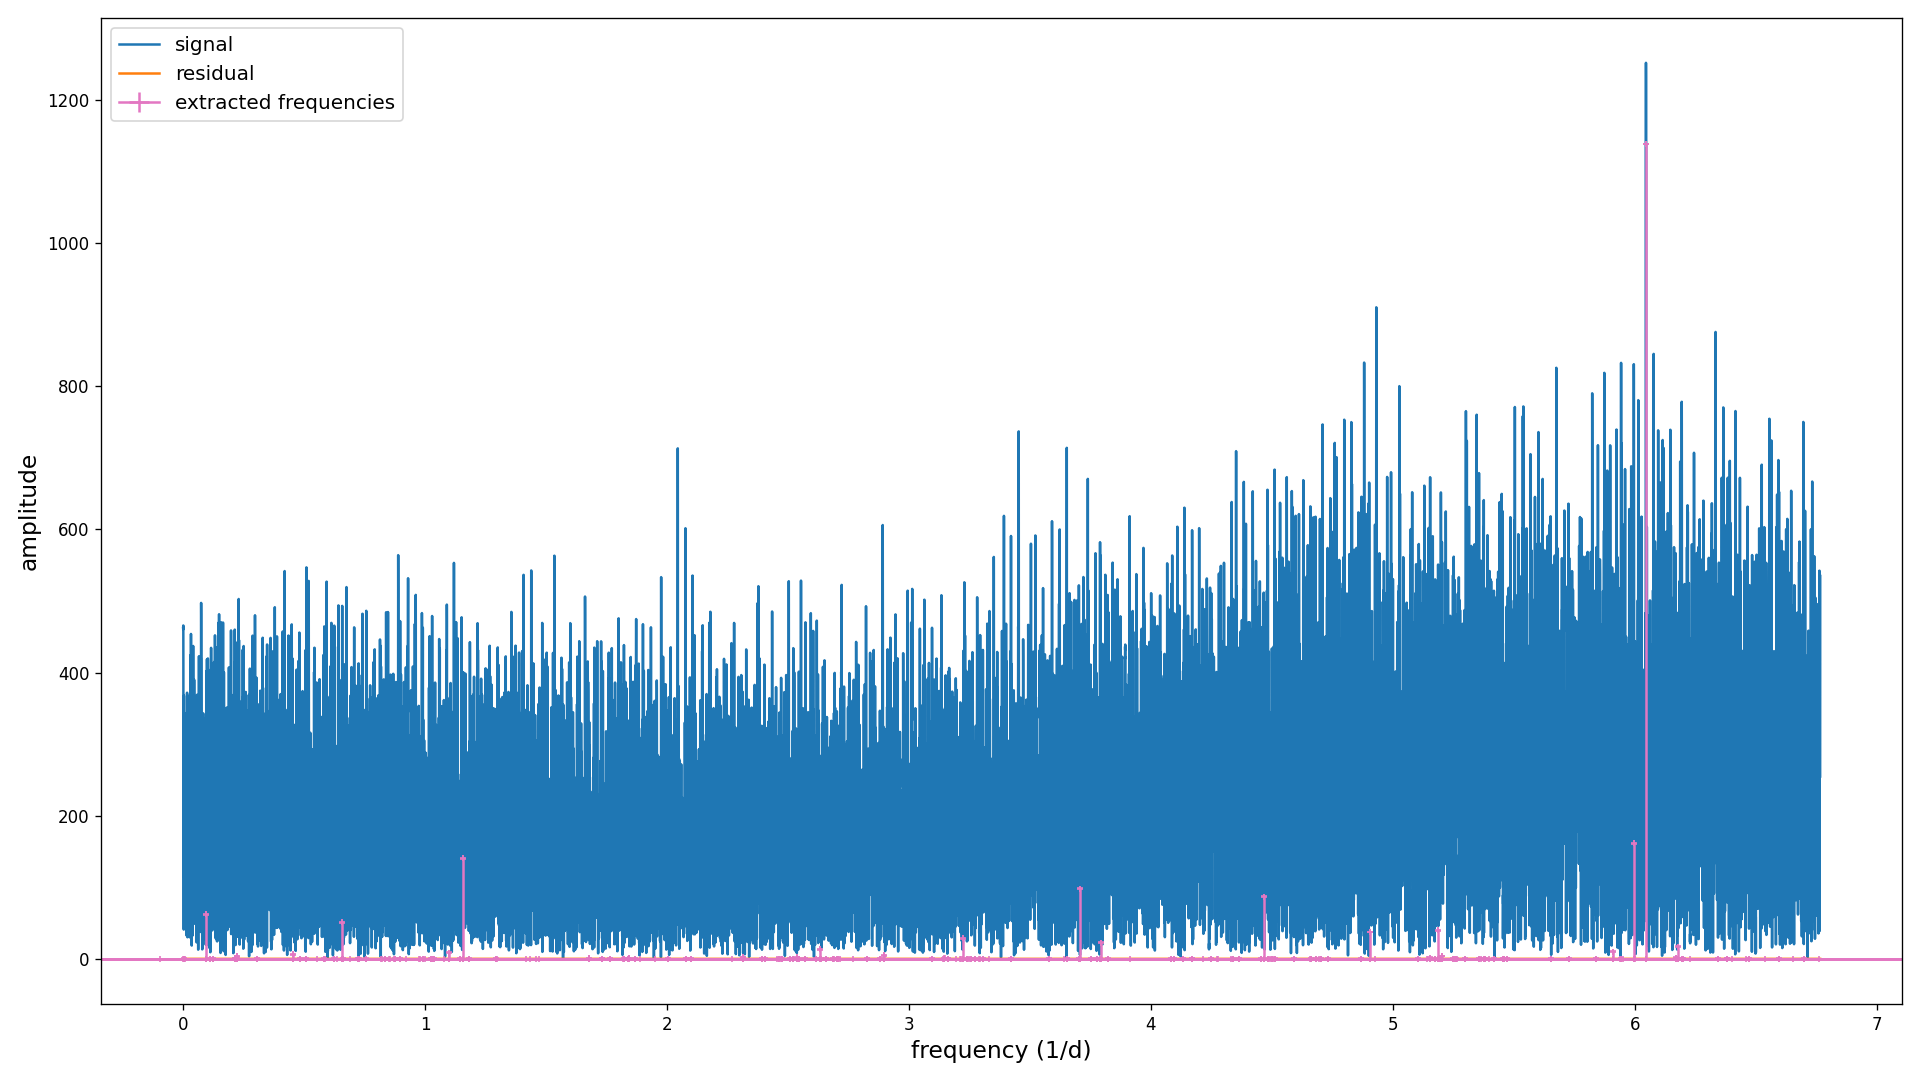 signal
residual
extracted frequencies
1200
1000
800
600
400
200
0
amplitude
0 1 2 3 4 5 6 7
frequency (1/d)